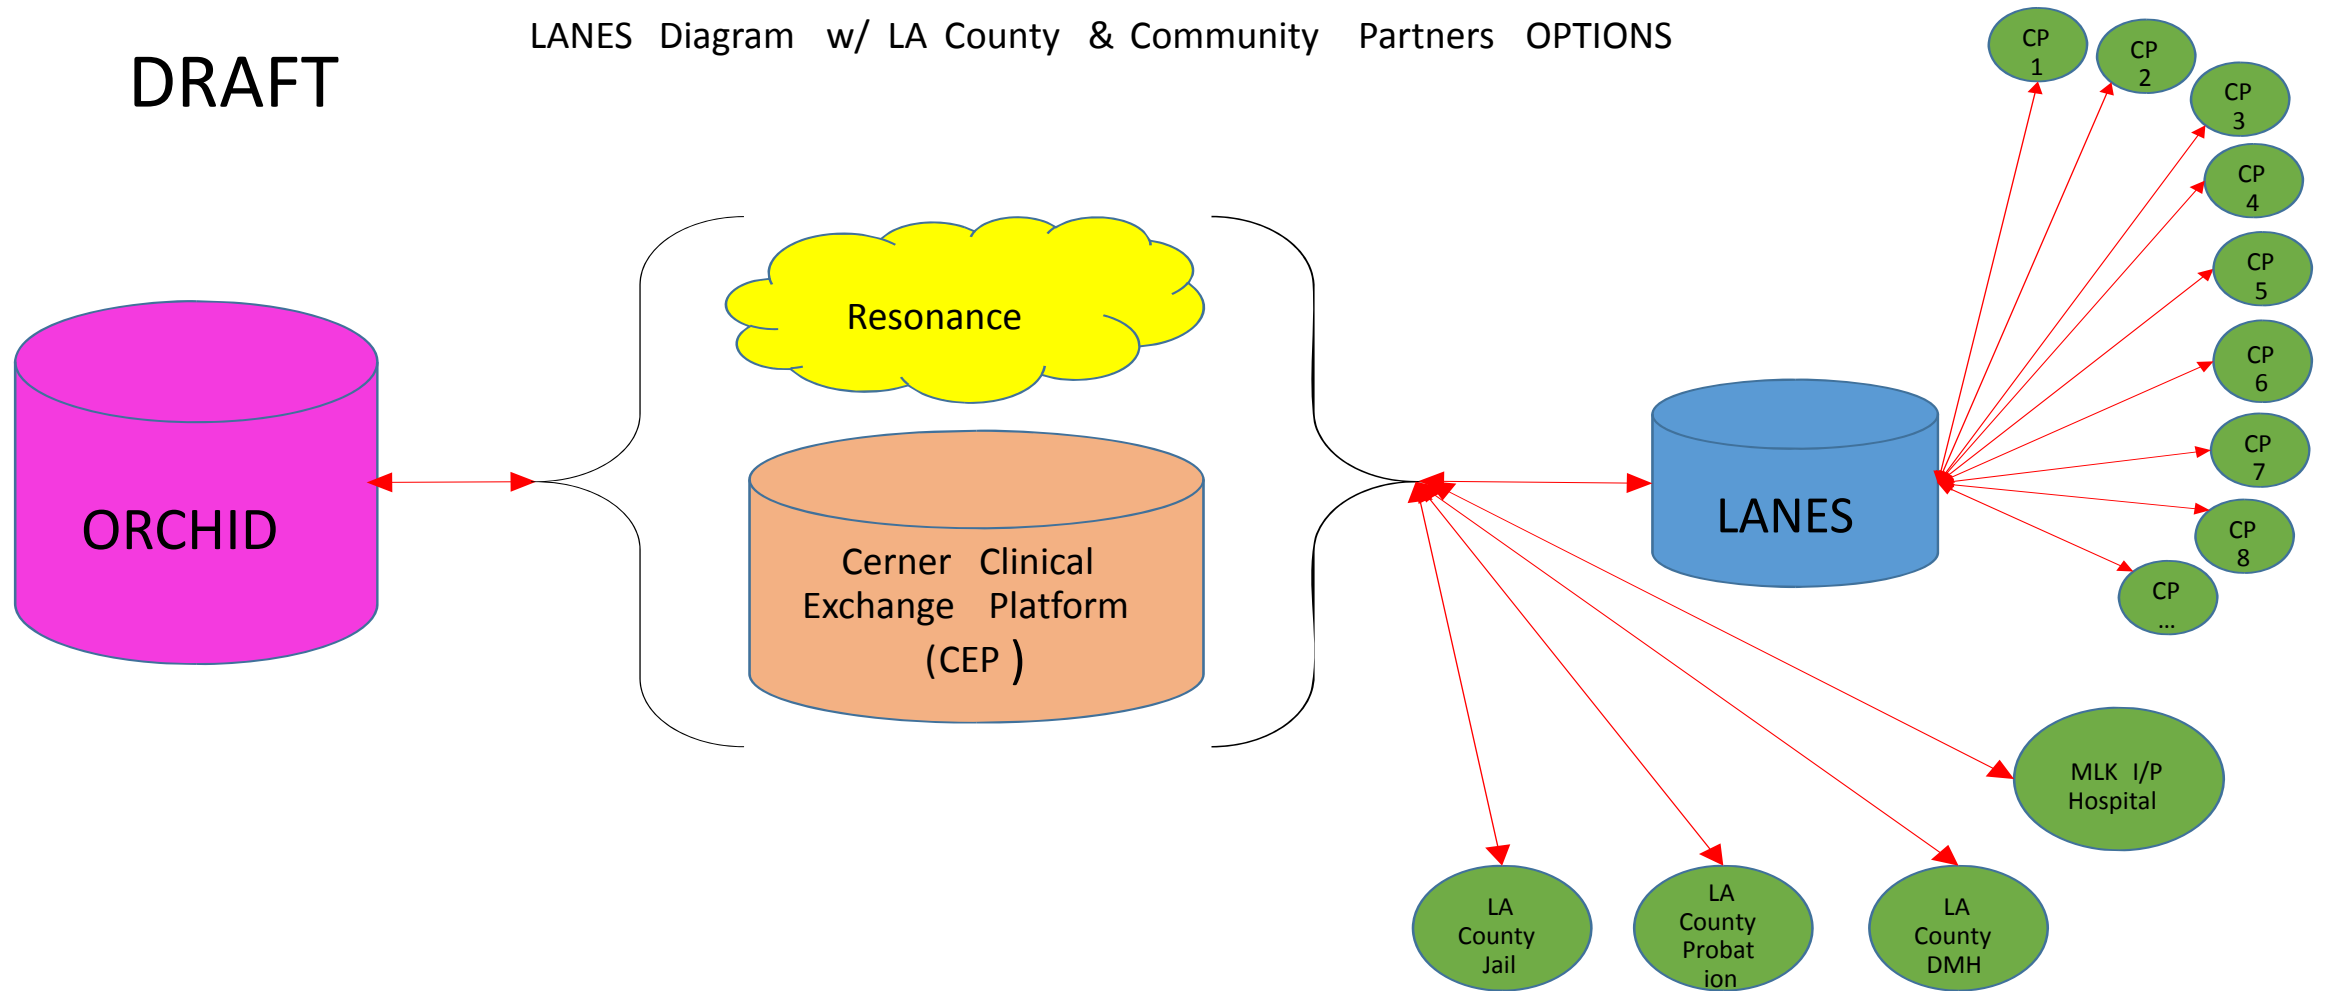 LANES Diagram w/ LA County & Community Partners OPTIONS
DRAFT
CP
1
CP
2
CP
3
CP
4
CP
5
CP
6
CP
7
CP
8
CP
...
Resonance
ORCHID
Cerner Clinical
Exchange Platform
(CEP )
LANES
MLK I/P
Hospital
LA
County
Jail
LA
County
Probat
ion
LA
County
DMH